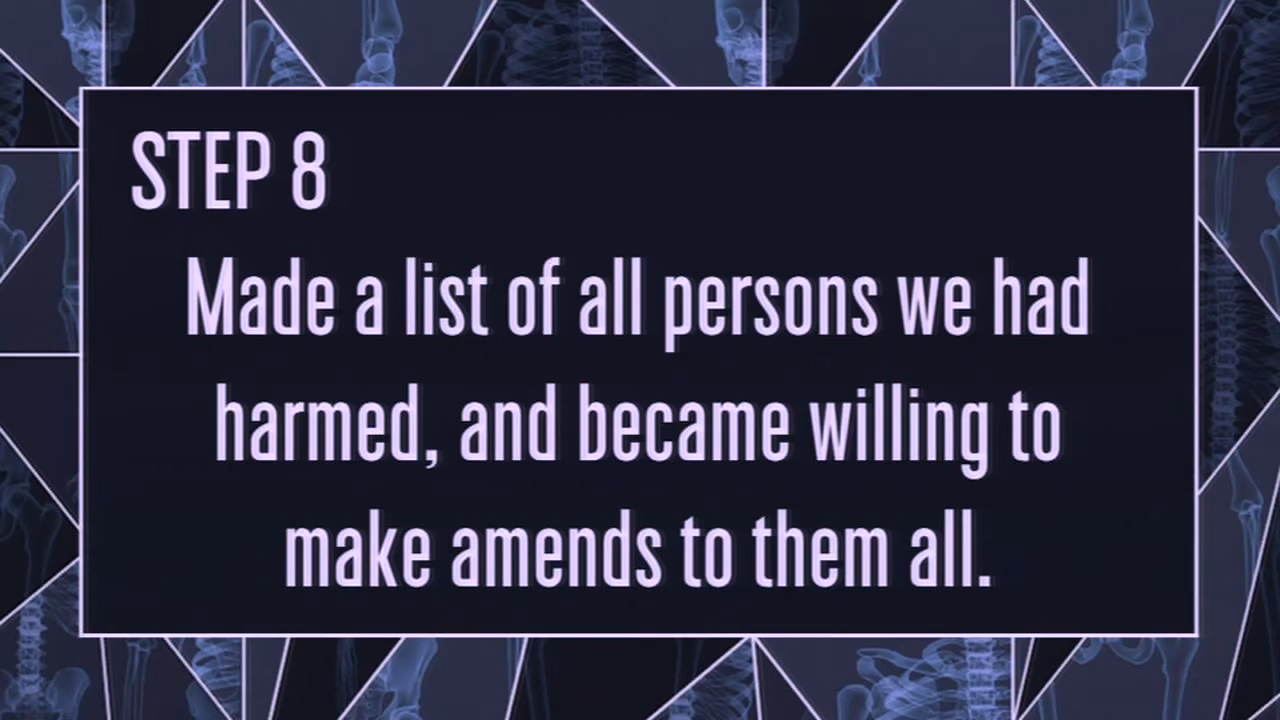 STEP 8
Made a list of all persons we had
harmed, and became willing to
make amends to them all.